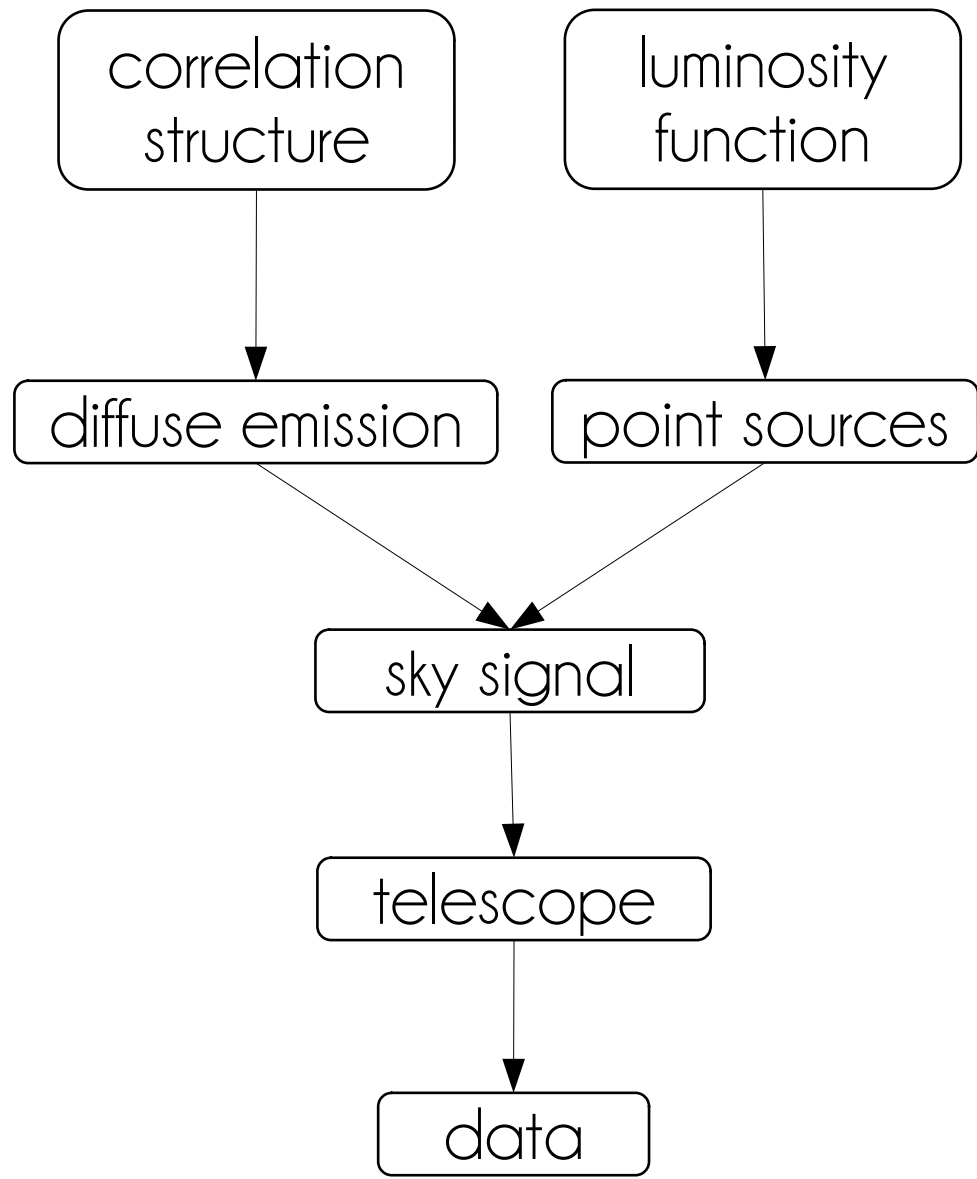 correlation
structure
luminosity
function
diffuse emission
point sources
sky signal
telescope
data